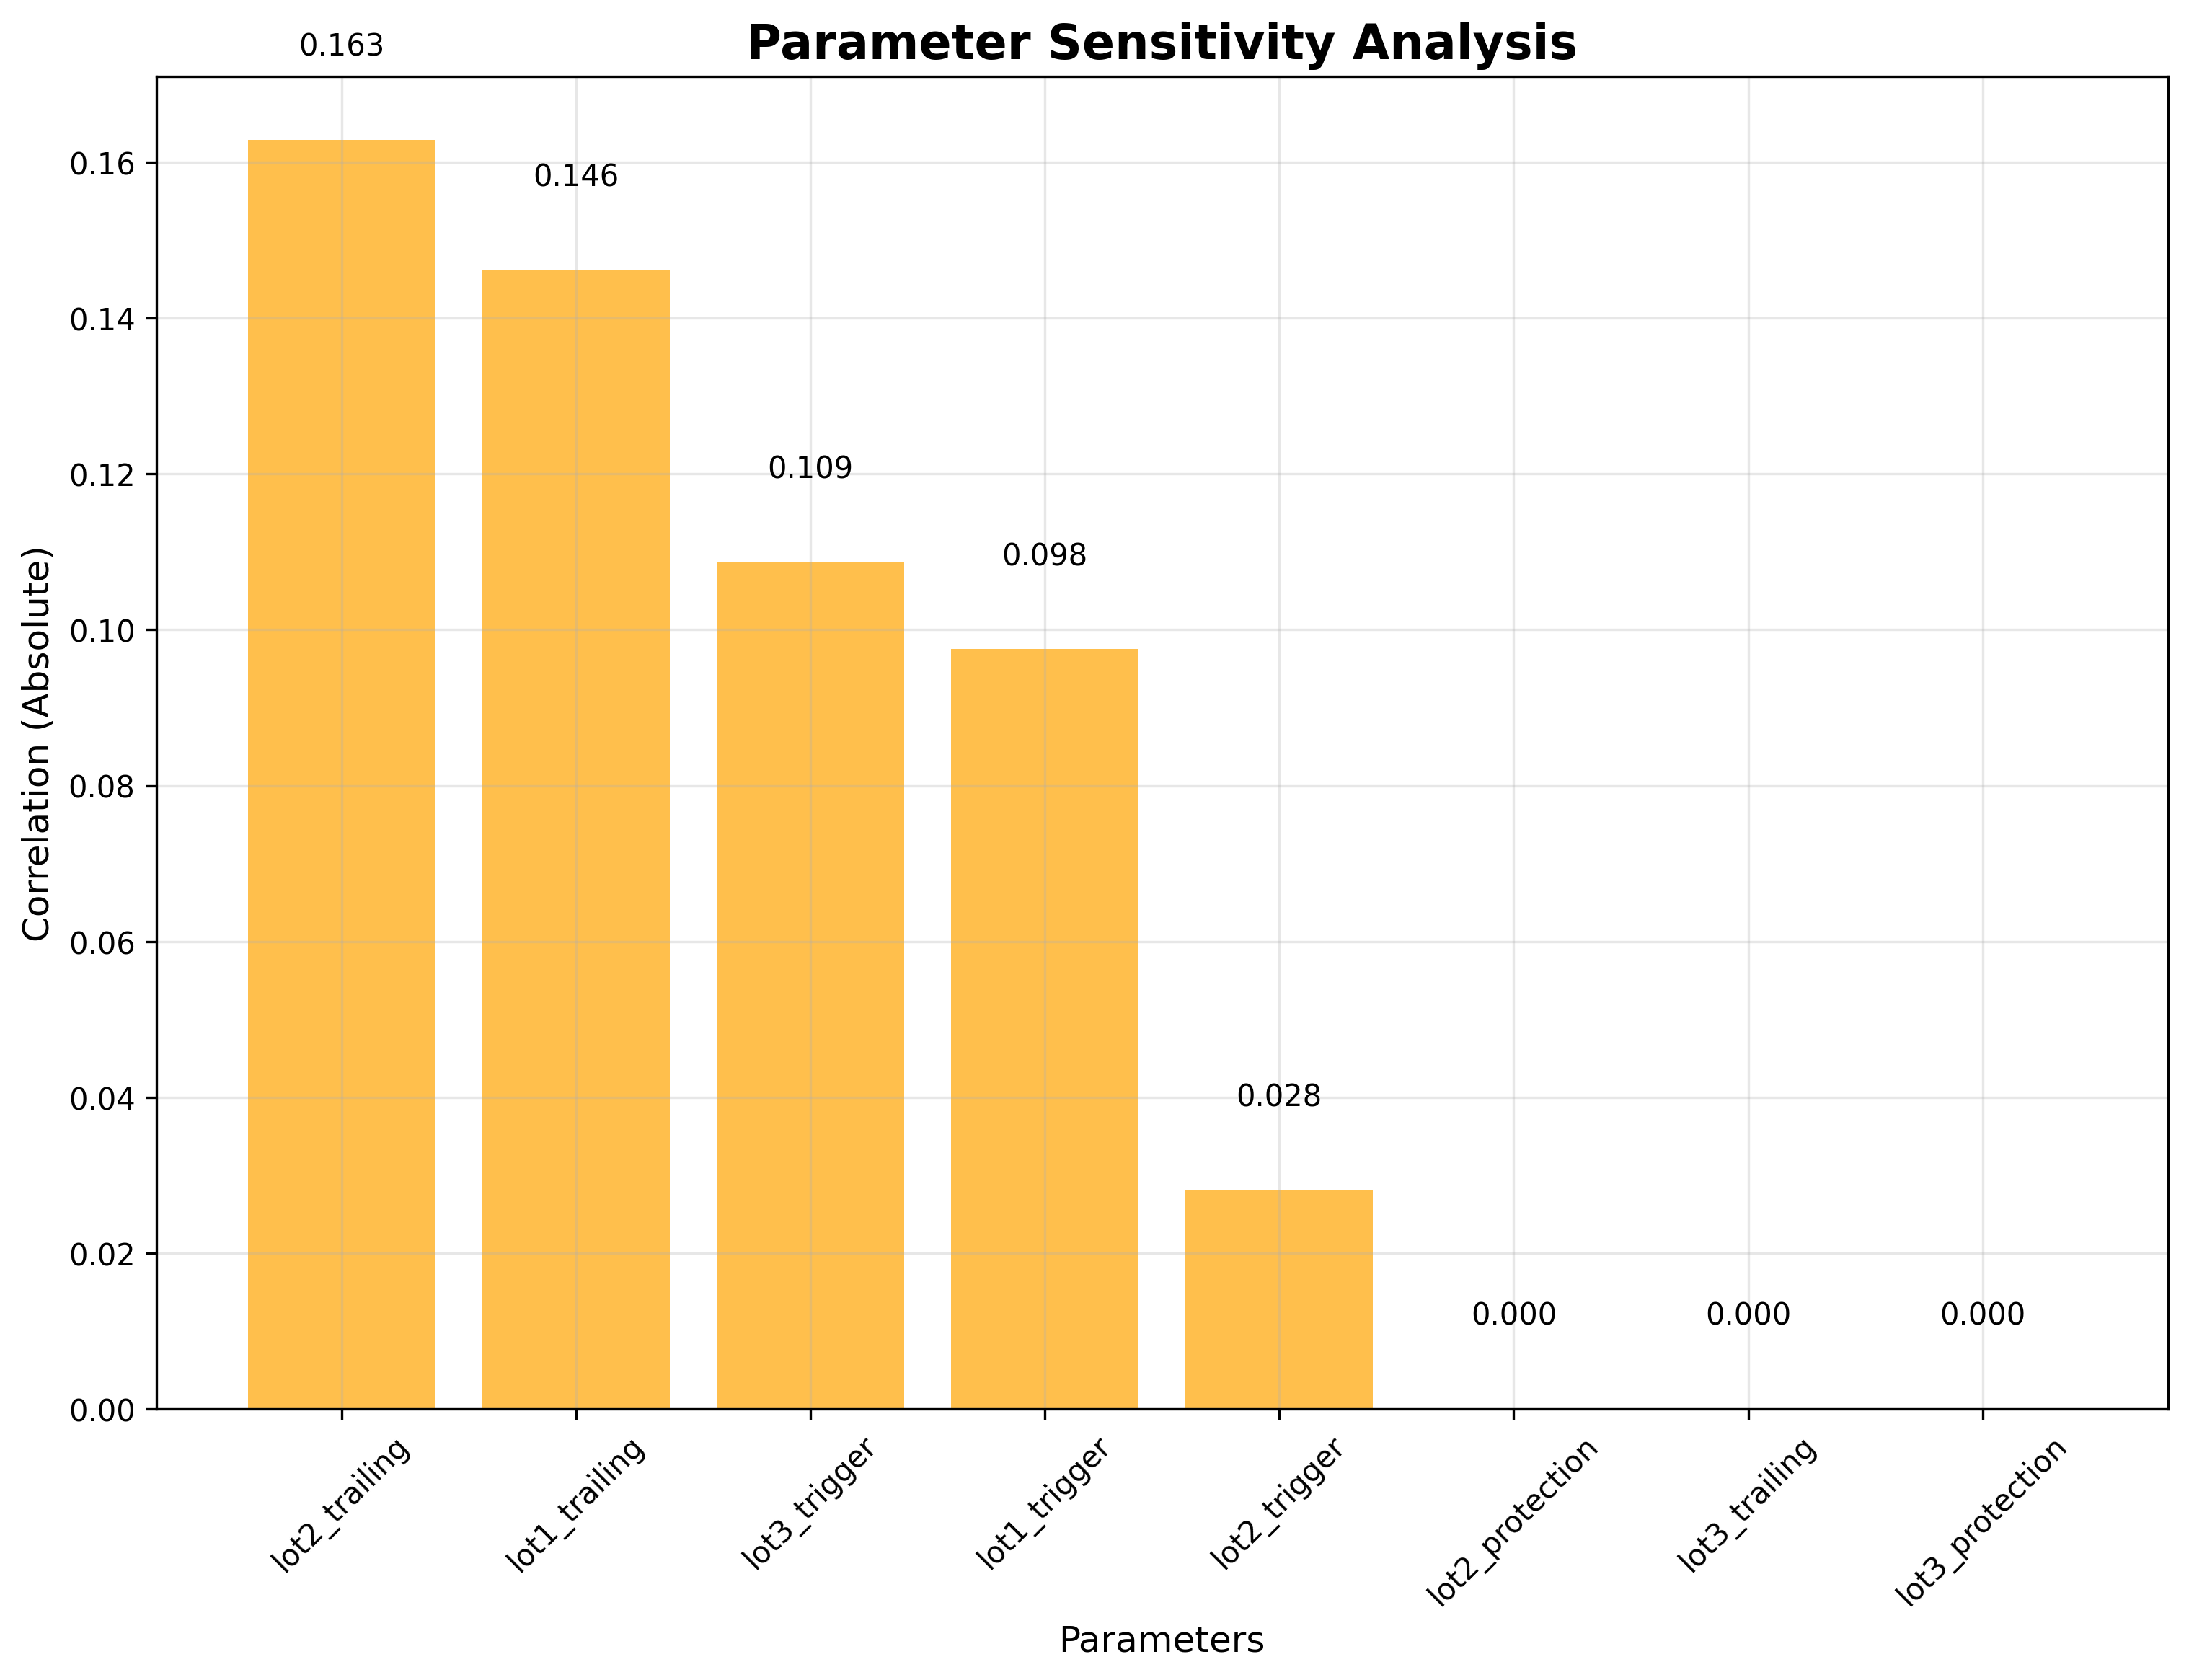 Parameter Sensitivity Analysis
0.163
0.146
0.109
0.098
0.028
0.000
0.000
0.000
Correlation (Absolute)
0.16
0.14
0.12
0.10
0.08
0.06
0.04
0.02
0.00
lot2_trailing
lot1_trailing
lot3_trigger
lot1_trigger
lot2_trigger
lot2_protection
lot3_trailing
lot3_protection
Parameters